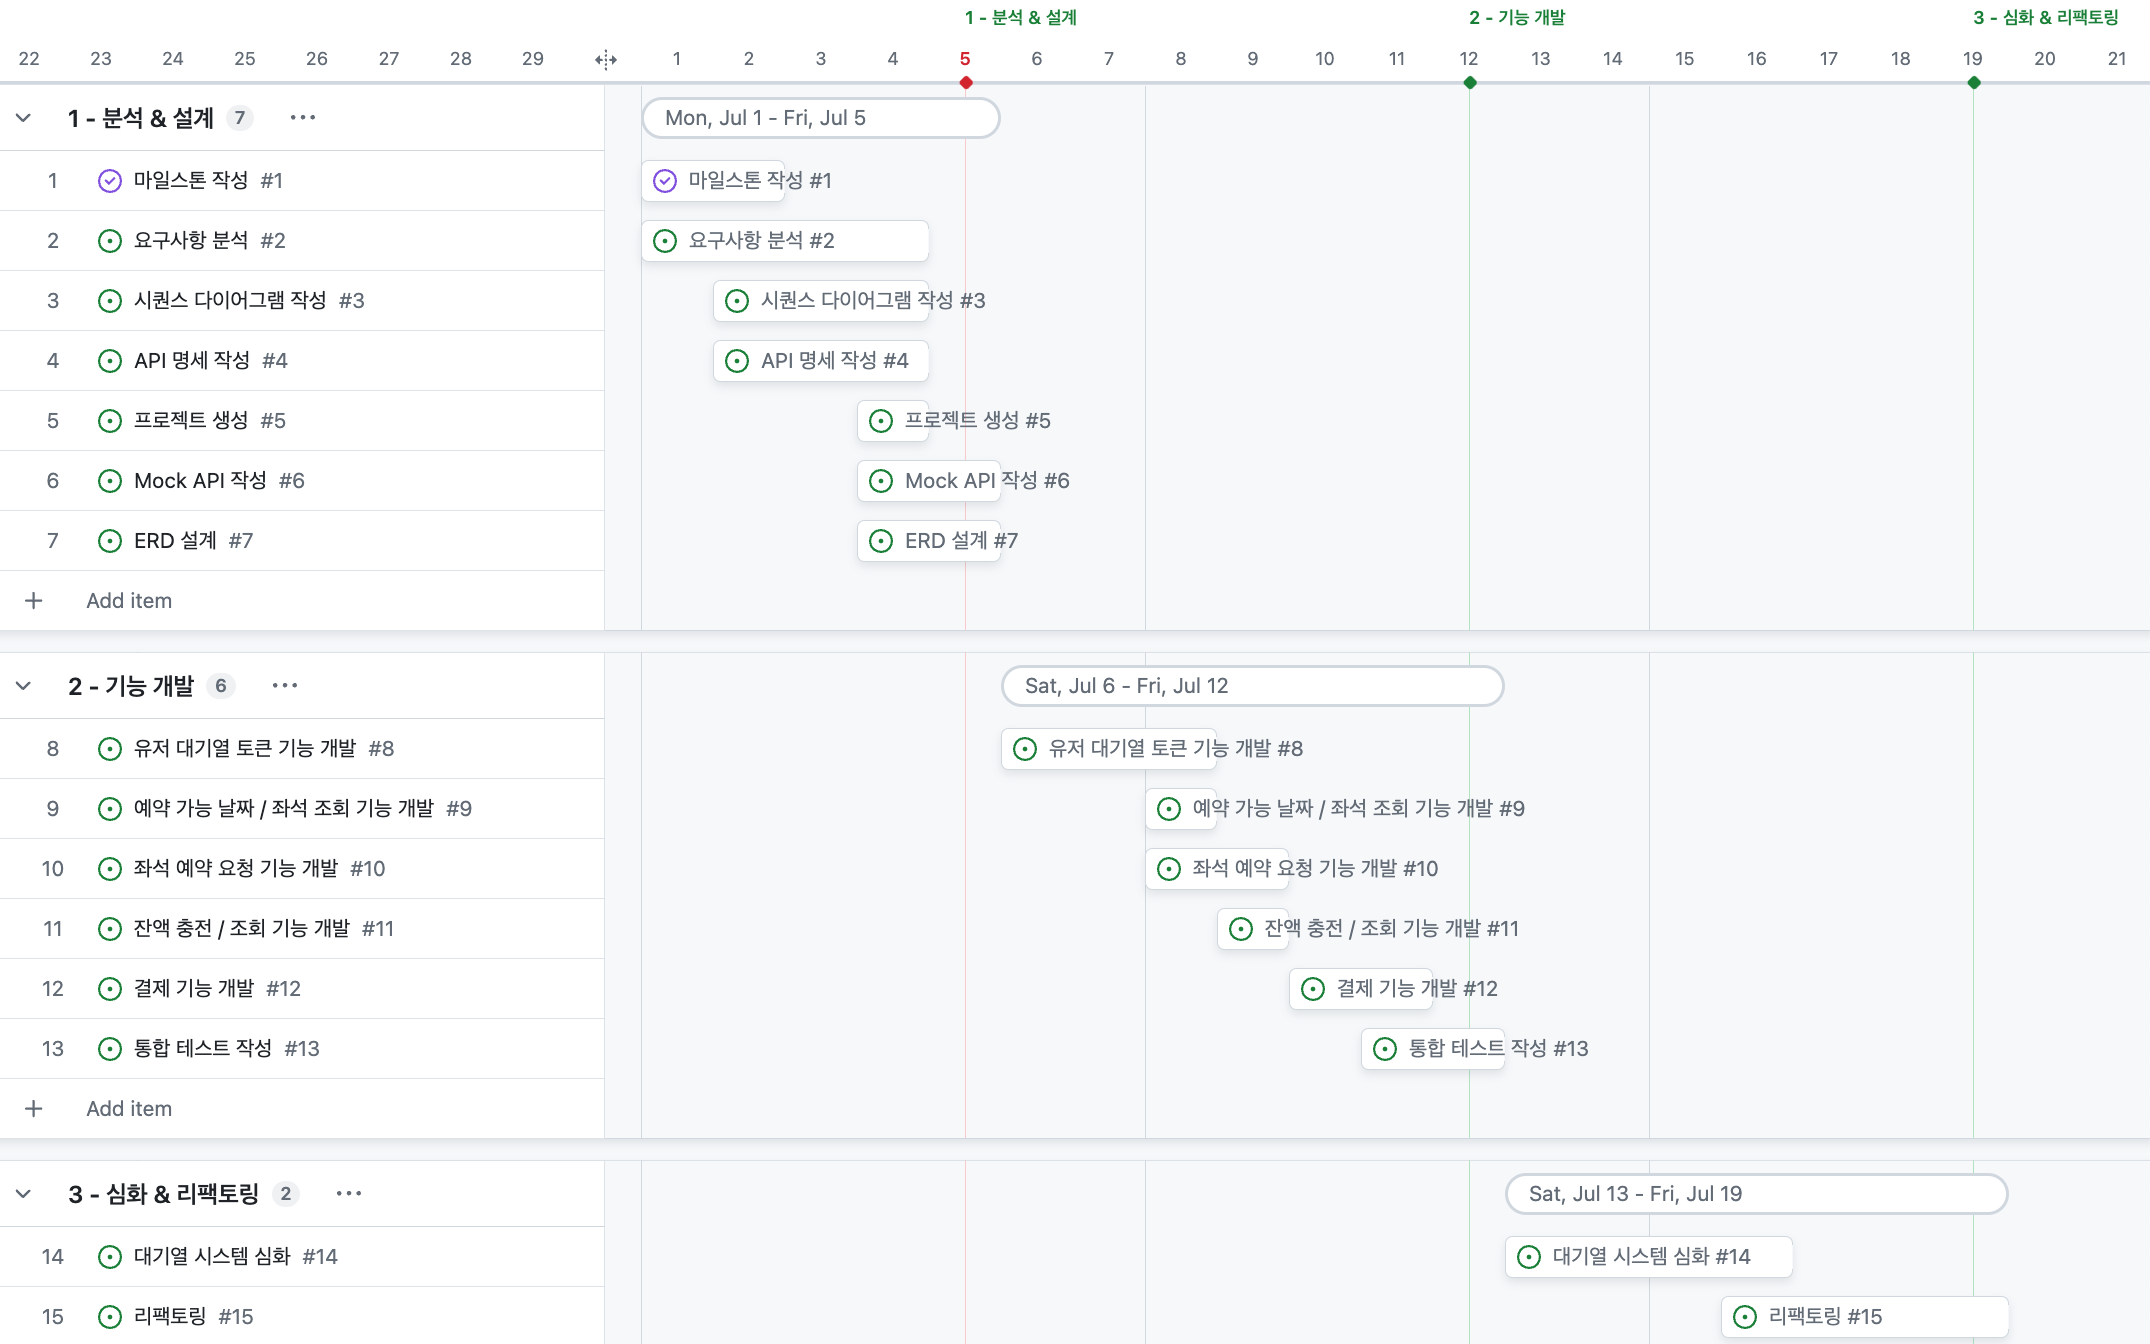 1 - 분석 & 설계 2 - 기능 개발 3 - 심화 & 리팩토링
22 23 24 25 26 27 28 29 1 2 3 4 5 6 7 8 9 10 11 12 13 14 15 16 17 18 19 20 21
1 - 분석 & 설계 7 ··· Mon, Jul 1 - Fri, Jul 5
1 마일스톤 작성 #1 마일스톤 작성 #1
2 요구사항 분석 #2 요구사항 분석 #2
3 시퀀스 다이어그램 작성 #3 시퀀스 다이어그램 작성 #3
4 API 명세 작성 #4 API 명세 작성 #4
5 프로젝트 생성 #5 프로젝트 생성 #5
6 Mock API 작성 #6 Mock API 작성 #6
7 ERD 설계 #7 ERD 설계 #7
+ Add item
2 - 기능 개발 6 ··· Sat, Jul 6 - Fri, Jul 12
8 유저 대기열 토큰 기능 개발 #8 유저 대기열 토큰 기능 개발 #8
9 예약 가능 날짜 / 좌석 조회 기능 개발 #9 예약 가능 날짜 / 좌석 조회 기능 개발 #9
10 좌석 예약 요청 기능 개발 #10 좌석 예약 요청 기능 개발 #10
11 잔액 충전 / 조회 기능 개발 #11 잔액 충전 / 조회 기능 개발 #11
12 결제 기능 개발 #12 결제 기능 개발 #12
13 통합 테스트 작성 #13 통합 테스트 작성 #13
+ Add item
3 - 심화 & 리팩토링 2 ··· Sat, Jul 13 - Fri, Jul 19
14 대기열 시스템 심화 #14 대기열 시스템 심화 #14
15 리팩토링 #15 리팩토링 #15